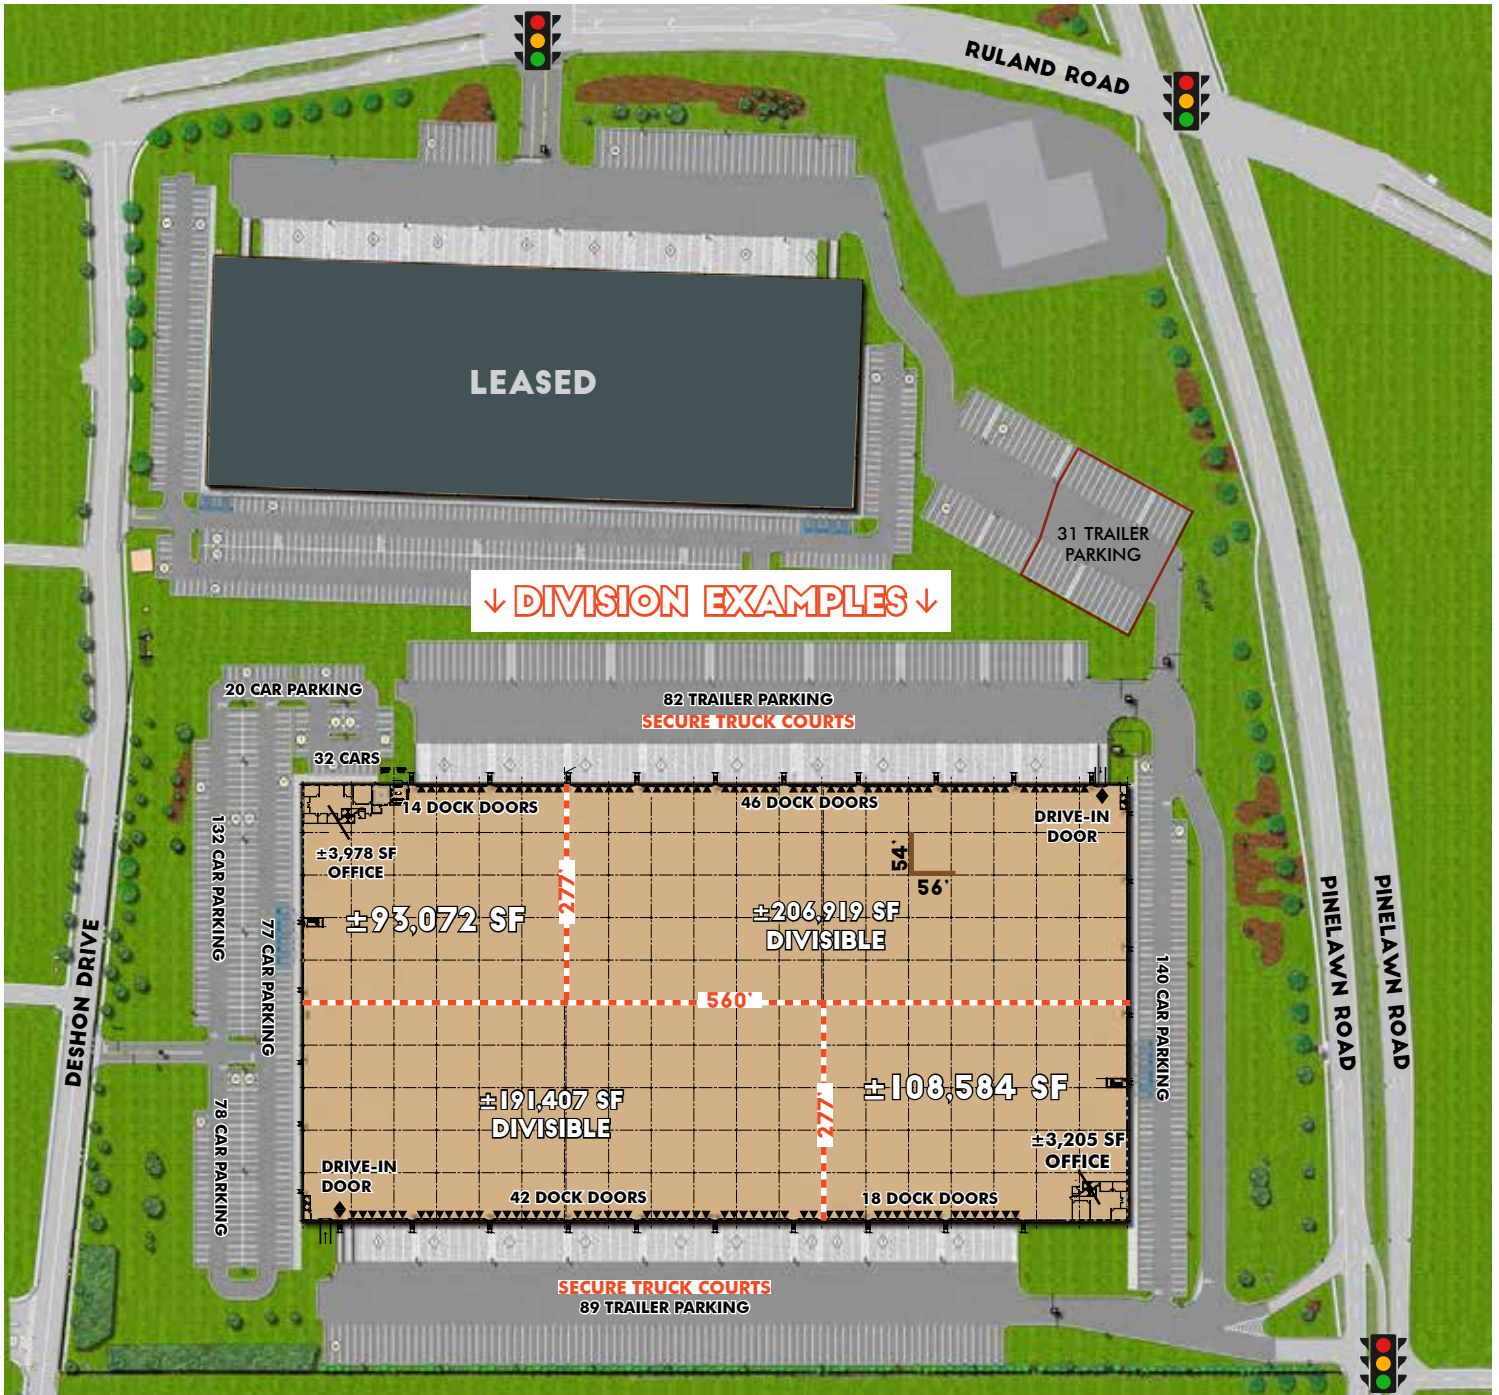 RULAND ROAD
LEASED
31 TRAILER
PARKING
↓ DIVISION EXAMPLES ↓
20 CAR PARKING
82 TRAILER PARKING
SECURE TRUCK COURTS
32 CARS
14 DOCK DOORS
46 DOCK DOORS
DRIVE-IN
DOOR
±3,978 SF
OFFICE
54'
56'
277'
±93,072 SF
±206,919 SF
DIVISIBLE
132 CAR PARKING
77 CAR PARKING
DESHON DRIVE
560'
140 CAR PARKING
PINELAWN ROAD
PINELAWN ROAD
±191,407 SF
DIVISIBLE
277'
±108,584 SF
78 CAR PARKING
±3,205 SF
OFFICE
DRIVE-IN
DOOR
42 DOCK DOORS
18 DOCK DOORS
SECURE TRUCK COURTS
89 TRAILER PARKING